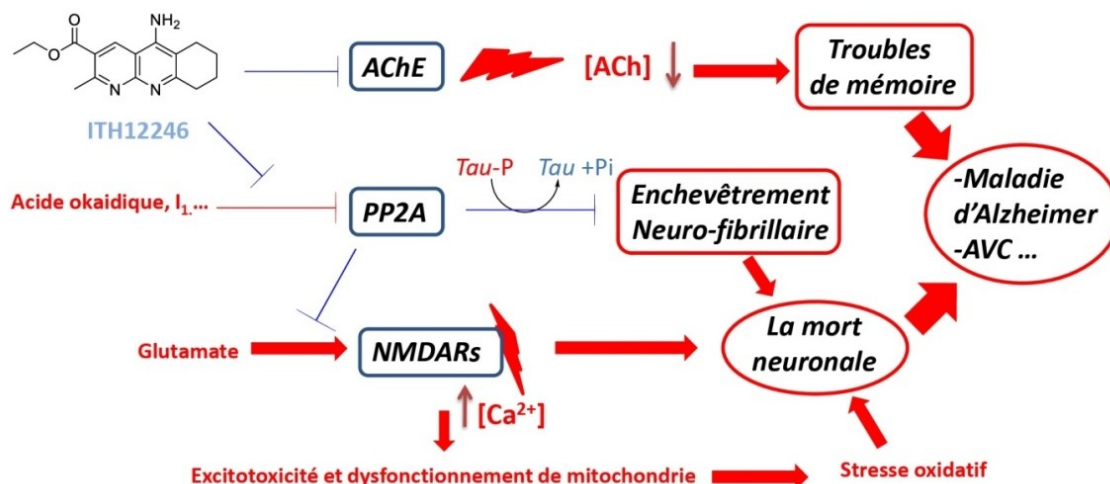 NH₂
O
O
N
N
ITH12246
AChE
[ACh]
Troubles
de mémoire
Acide okaidique, I₁....
PP2A
Tau-P
Tau +Pi
Enchevêtrement
Neuro-fibrillaire
-Maladie
d'Alzheimer
-AVC ...
Glutamate
NMDARs
La mort
neuronale
[Ca²⁺]
Excitotoxicité et dysfonctionnement de mitochondrie
Stresse oxidatif